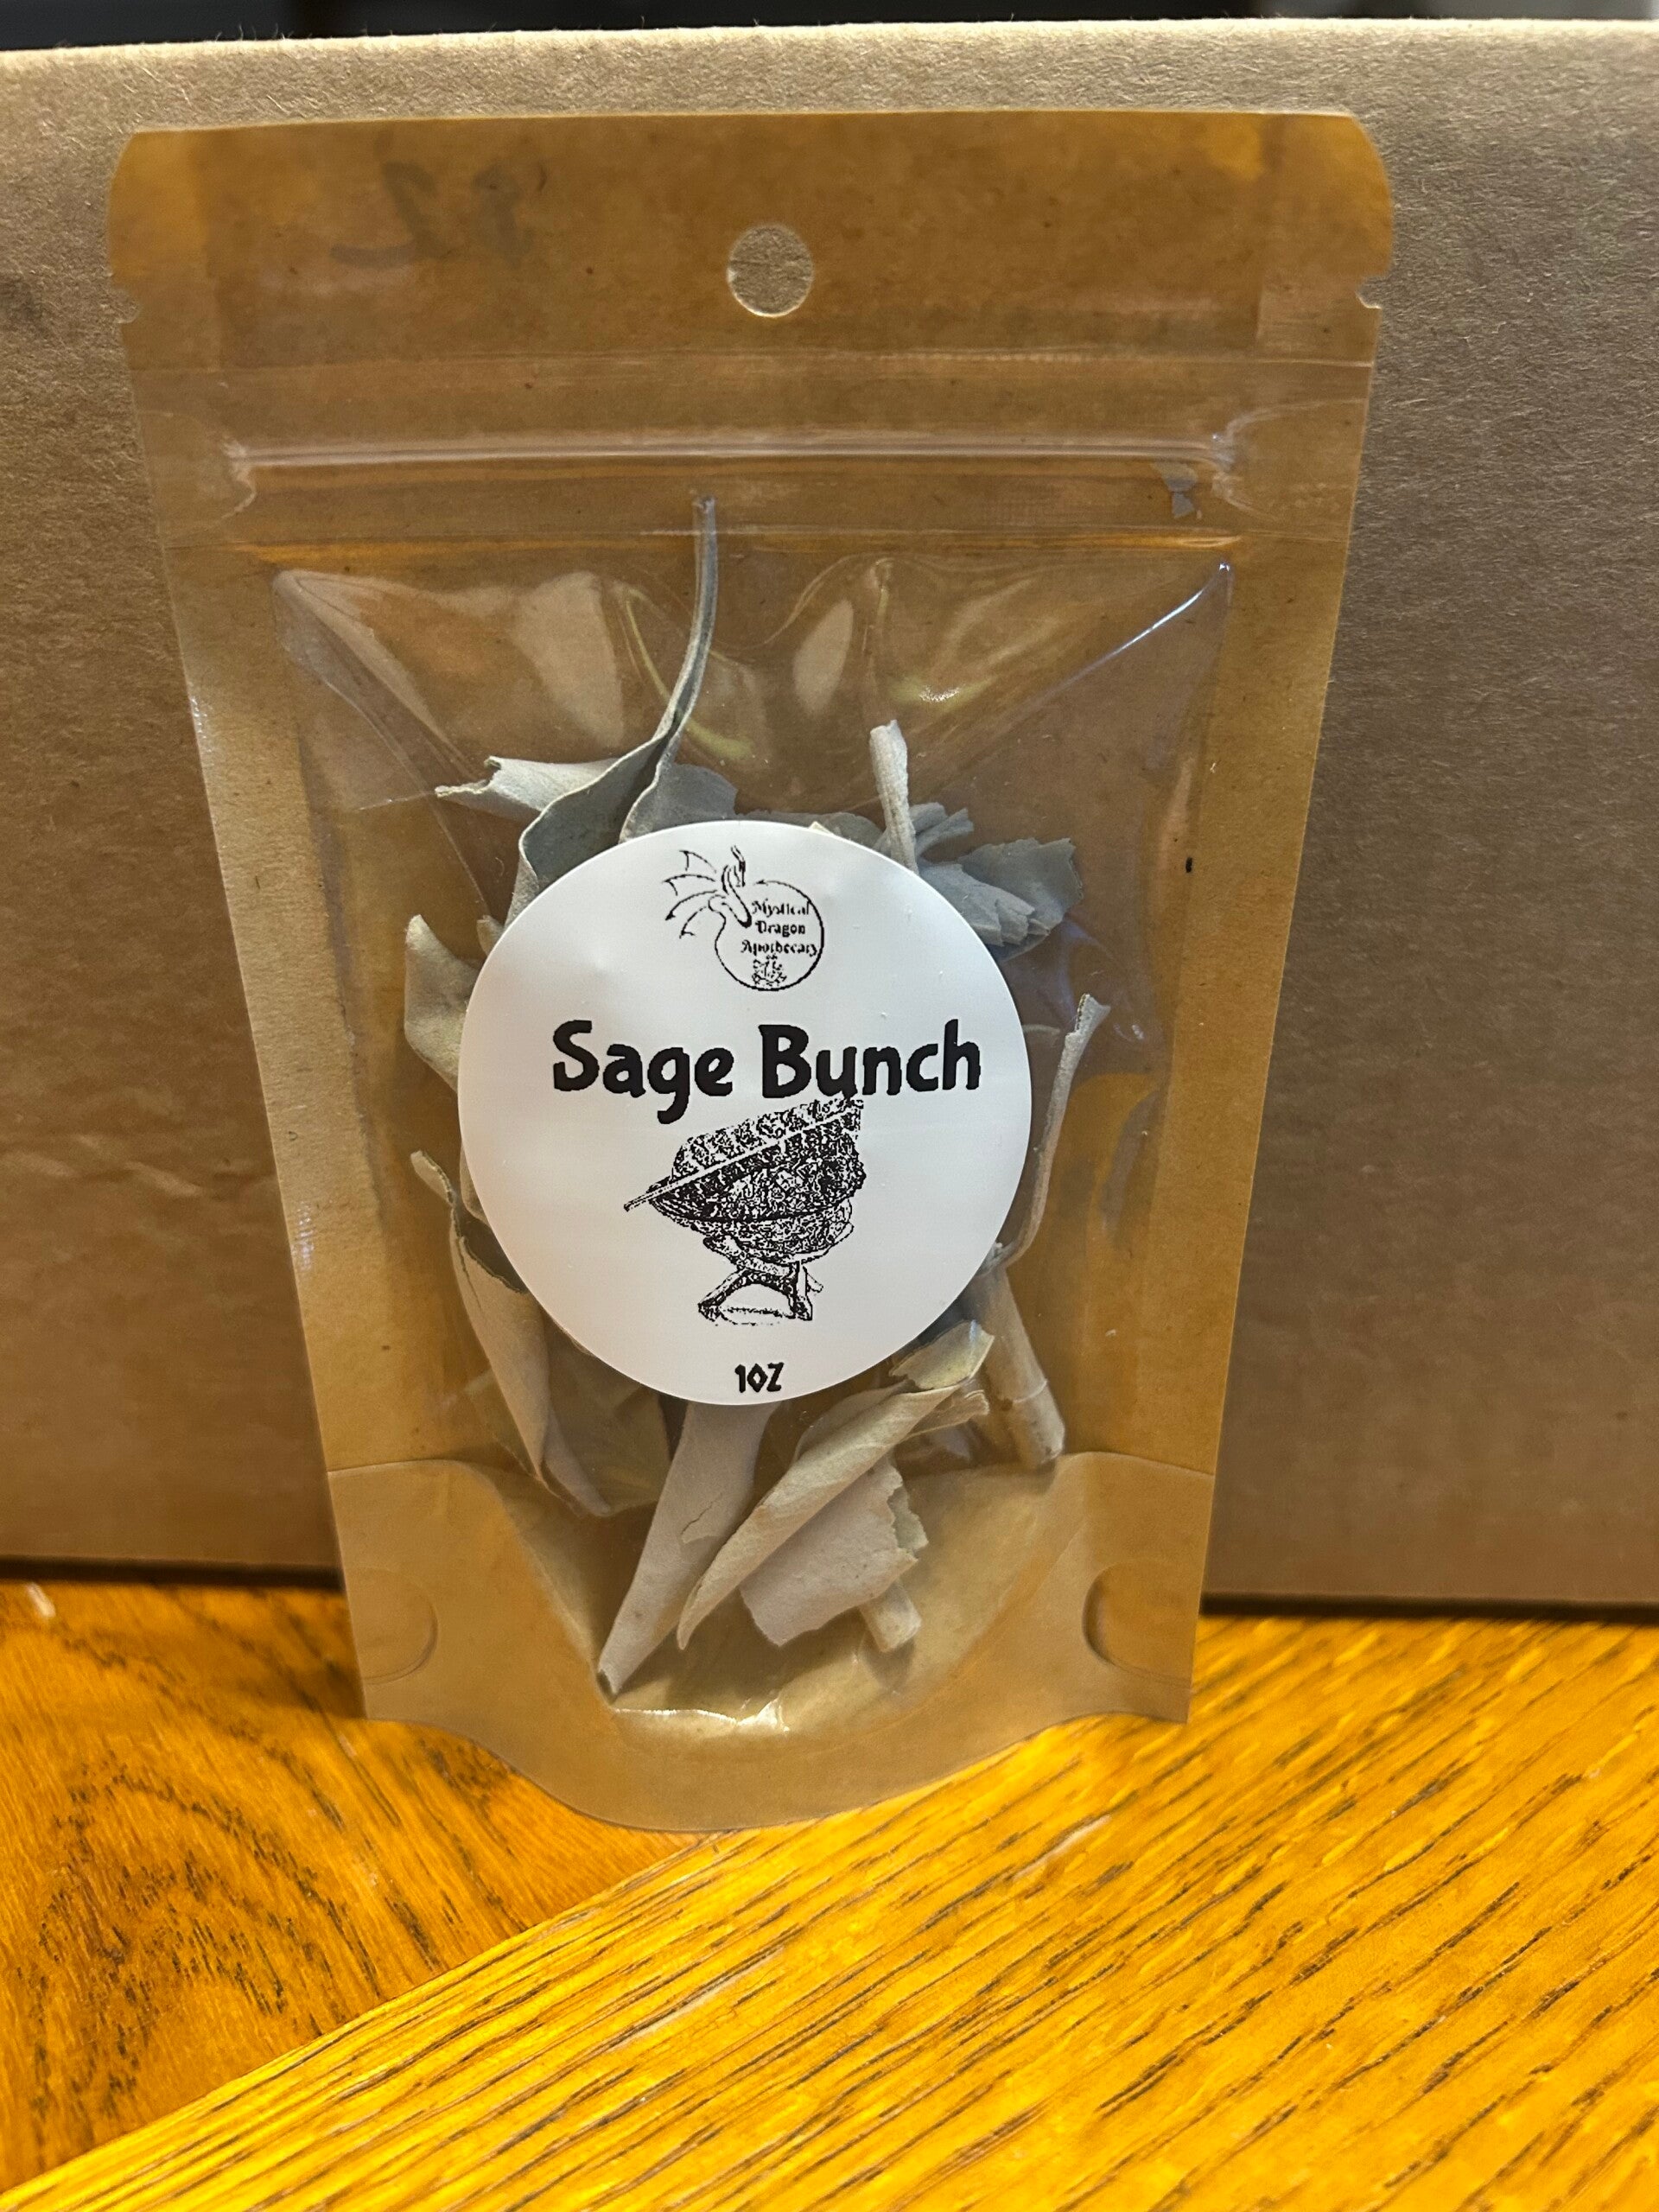 Mystical
Dragon
Apothecary
Sage Bunch
1OZ